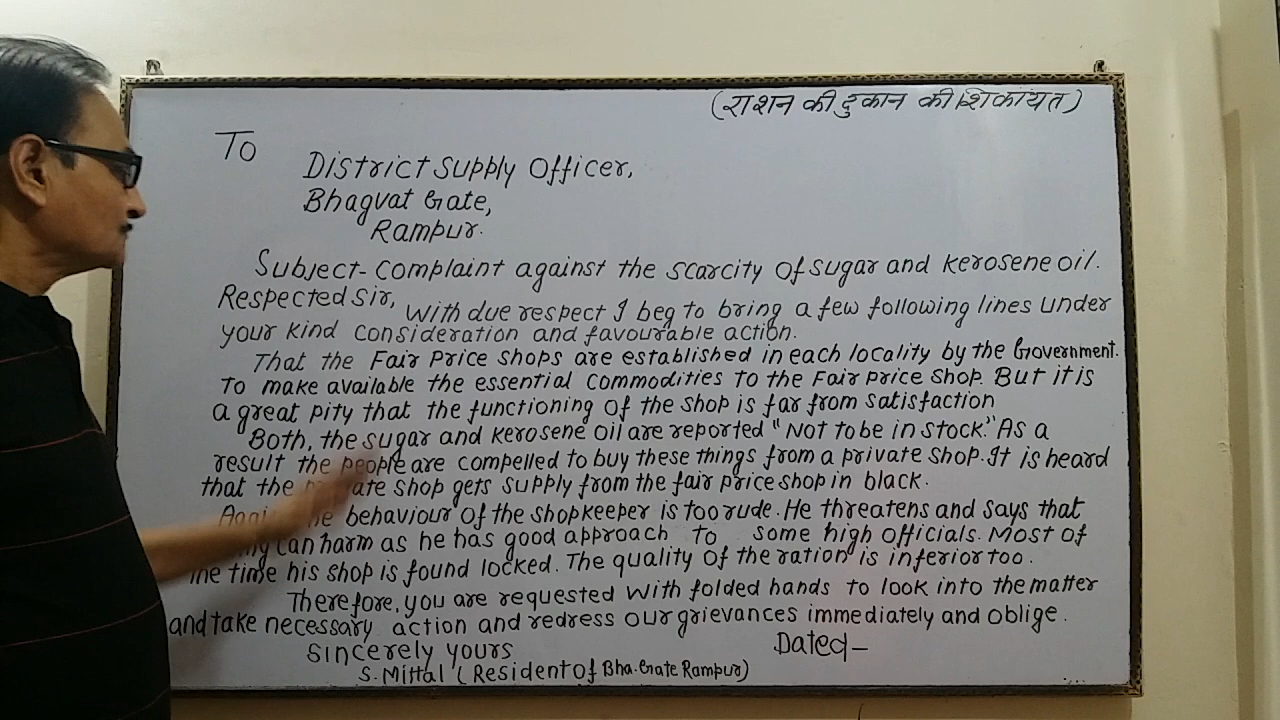 (राशन की दुकान की शिकायत)
To
District Supply Officer,
Bhagvat Gate,
Rampur.
Subject- Complaint against the scarcity of sugar and kerosene oil.
Respected Sir, with due respect I beg to bring a few following lines under
your kind consideration and favourable action.
That the Fair Price shops are established in each locality by the Government.
To make available the essential commodities to the Fair price shop. But it is
a great pity that the functioning of the shop is far from satisfaction
Both, the sugar and kerosene oil are reported "Not to be in stock." As a
result the people are compelled to buy these things from a private shop. It is heard
that the shop gets supply from the fair price shop in black.
behaviour of the shopkeeper is too rude. He threatens and says that
can harm as he has good approach to some high officials. Most of
the time his shop is found locked. The quality of the ration is inferior too.
Therefore, you are requested with folded hands to look into the matter
and take necessary action and redress our grievances immediately and oblige.
Sincerely yours
Dated-
S. Mittal (Resident of Bha. Gate Rampur)